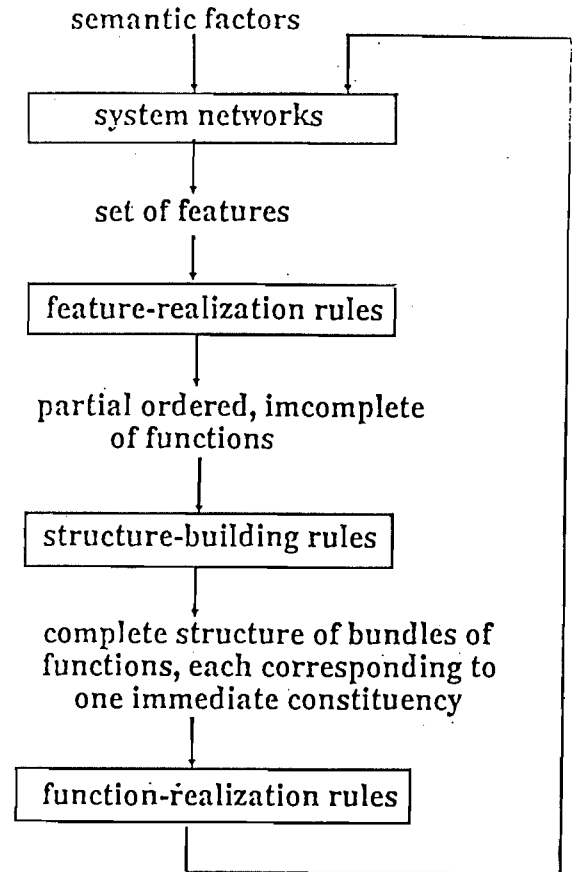 semantic factors
system networks
set of features
feature-realization rules
partial ordered, imcomplete
of functions
structure-building rules
complete structure of bundles of
functions, each corresponding to
one immediate constituency
function-realization rules